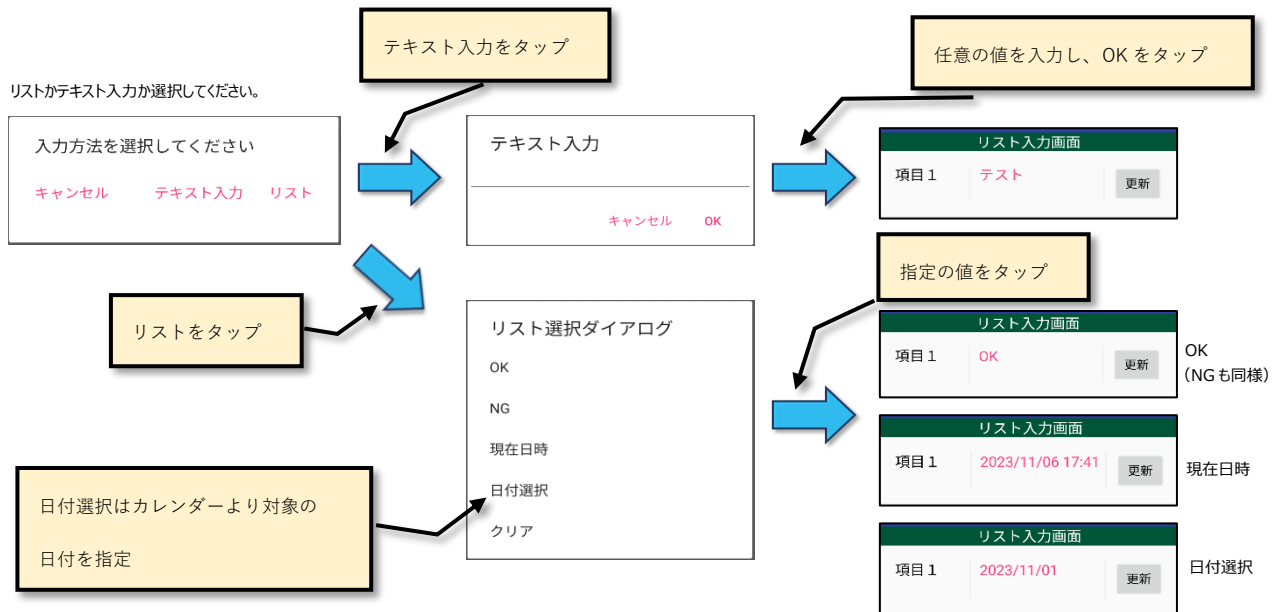 テキスト入力をタップ
任意の値を入力し、OK をタップ
リストかテキスト入力か選択してください。
入力方法を選択してください
キャンセル テキスト入力 リスト
テキスト入力
キャンセル OK
リスト入力画面
項目１ テスト 更新
リストをタップ
指定の値をタップ
リスト選択ダイアログ
OK
NG
現在日時
日付選択
クリア
日付選択はカレンダーより対象の
日付を指定
リスト入力画面
項目１ OK 更新
OK
（NG も同様）
リスト入力画面
項目１ 2023/11/06 17:41 更新
現在日時
リスト入力画面
項目１ 2023/11/01 更新
日付選択